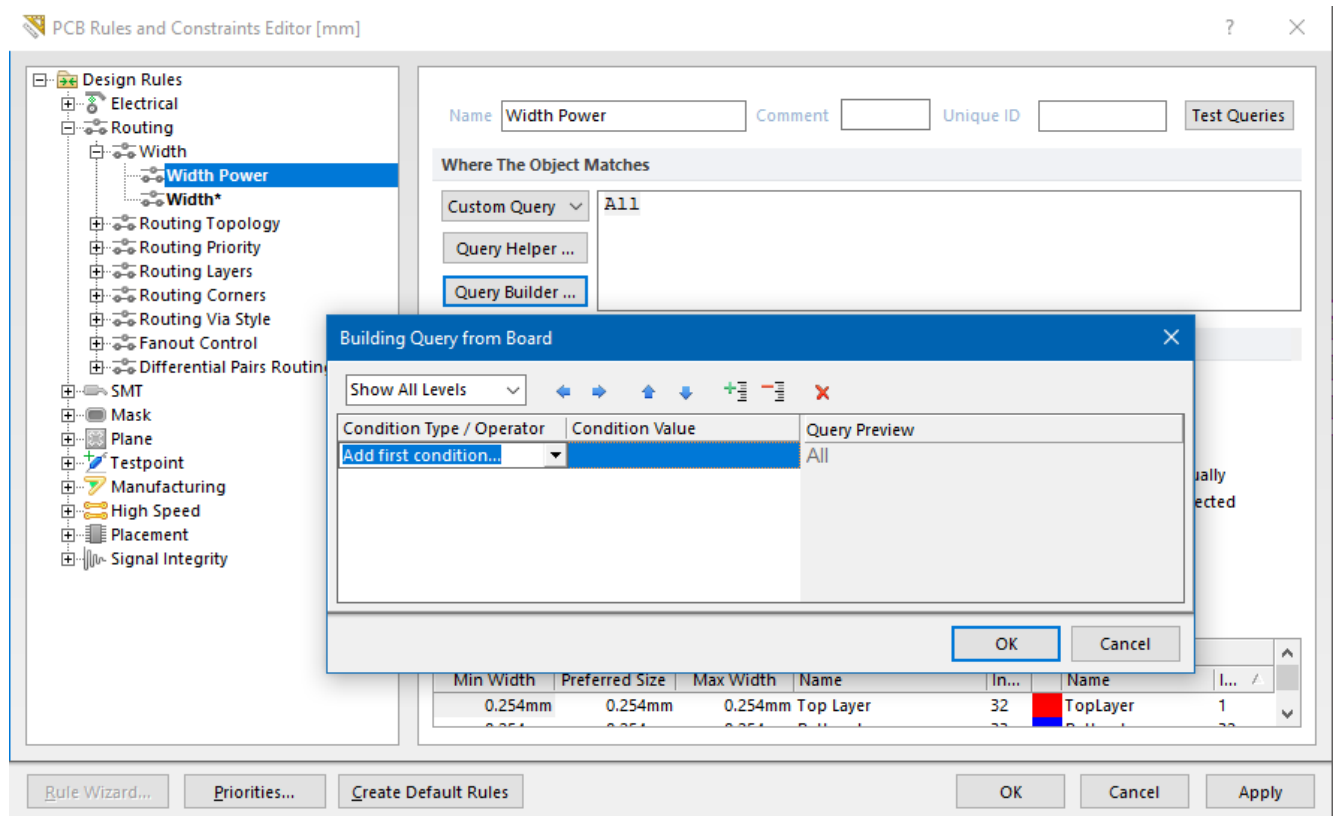 PCB Rules and Constraints Editor [mm]
?
Design Rules
Electrical
Routing
Width
Width Power
Width*
Routing Topology
Routing Priority
Routing Layers
Routing Corners
Routing Via Style
Fanout Control
Differential Pairs Routin
SMT
Mask
Plane
Testpoint
Manufacturing
High Speed
Placement
Signal Integrity
Name Width Power Comment Unique ID Test Queries
Where The Object Matches
Custom Query All
Query Helper ...
Query Builder ...
Building Query from Board
Show All Levels
Condition Type / Operator Condition Value Query Preview
Add first condition... All
ually
ected
OK Cancel
Min Width Preferred Size Max Width Name In... Name I...
0.254mm 0.254mm 0.254mm Top Layer 32 TopLayer 1
Rule Wizard... Priorities... Create Default Rules OK Cancel Apply